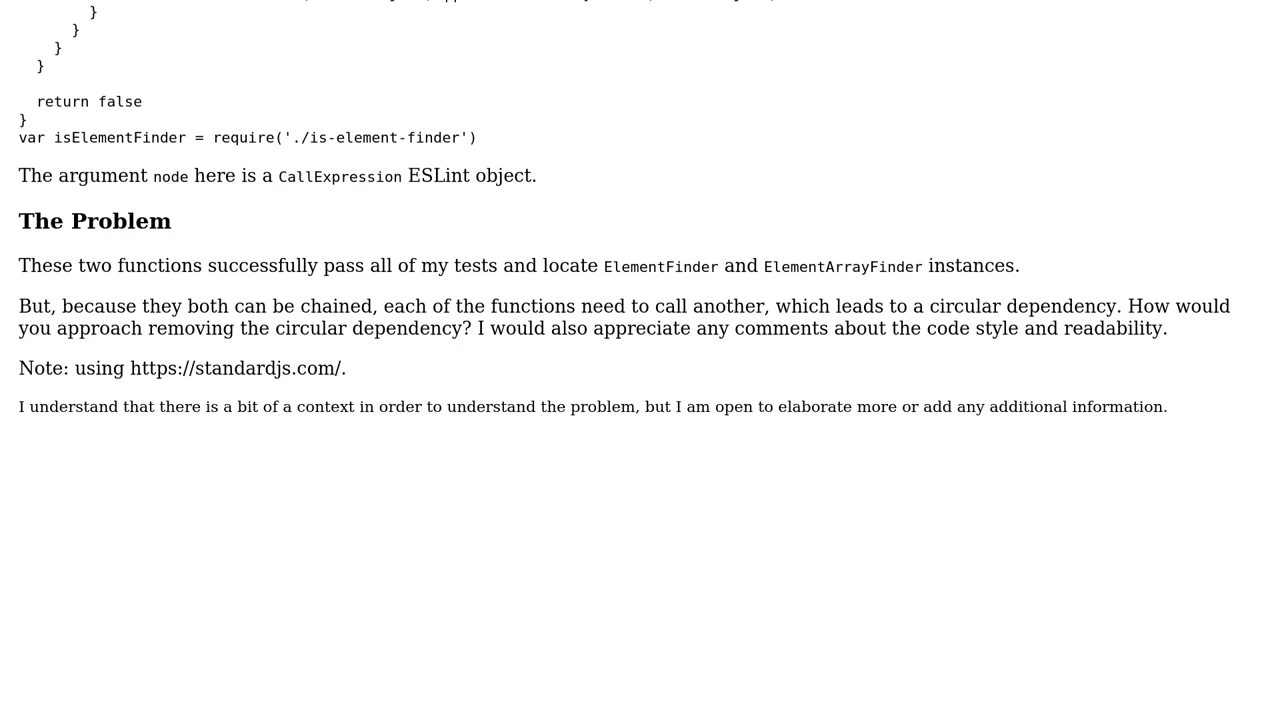 }
}
}
}
return false
}
var isElementFinder = require('./is-element-finder')
The argument node here is a CallExpression ESLint object.
The Problem
These two functions successfully pass all of my tests and locate ElementFinder and ElementArrayFinder instances.
But, because they both can be chained, each of the functions need to call another, which leads to a circular dependency. How would
you approach removing the circular dependency? I would also appreciate any comments about the code style and readability.
Note: using https://standardjs.com/.
I understand that there is a bit of a context in order to understand the problem, but I am open to elaborate more or add any additional information.